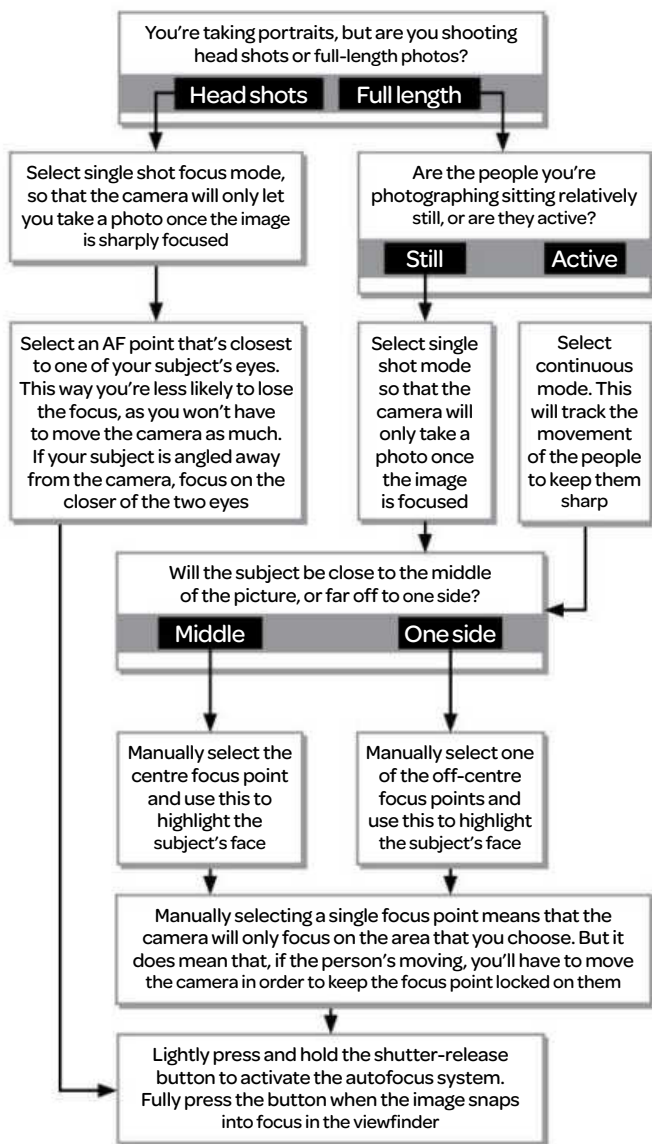 You're taking portraits, but are you shooting
head shots or full-length photos?
Head shots
Full length
Select single shot focus mode,
so that the camera will only let
you take a photo once the image
is sharply focused
Are the people you're
photographing sitting relatively
still, or are they active?
Still
Active
Select an AF point that's closest
to one of your subject's eyes.
This way you're less likely to lose
the focus, as you won't have
to move the camera as much.
If your subject is angled away
from the camera, focus on the
closer of the two eyes
Select single
shot mode
so that the
camera will
only take a
photo once
the image
is focused
Select
continuous
mode. This
will track the
movement
of the people
to keep them
sharp
Will the subject be close to the middle
of the picture, or far off to one side?
Middle
One side
Manually select the
centre focus point
and use this to
highlight the
subject's face
Manually select one
of the off-centre
focus points and
use this to highlight
the subject's face
Manually selecting a single focus point means that the
camera will only focus on the area that you choose. But it
does mean that, if the person's moving, you'll have to move
the camera in order to keep the focus point locked on them
Lightly press and hold the shutter-release
button to activate the autofocus system.
Fully press the button when the image snaps
into focus in the viewfinder